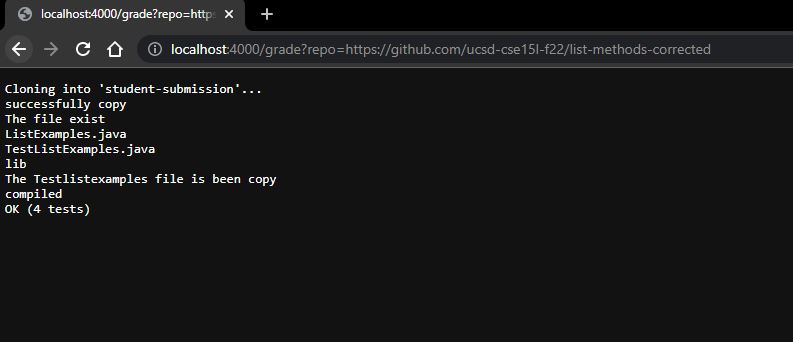 localhost:4000/grade?repo=https
localhost:4000/grade?repo=https://github.com/ucsd-cse15l-f22/list-methods-corrected
Cloning into 'student-submission'...
successfully copy
The file exist
ListExamples.java
TestListExamples.java
lib
The Testlistexamples file is been copy
compiled
OK (4 tests)